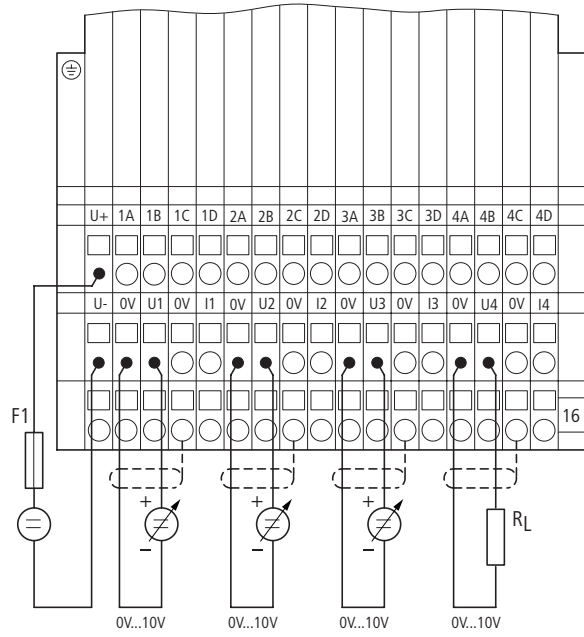 U+ 1A 1B 1C 1D 2A 2B 2C 2D 3A 3B 3C 3D 4A 4B 4C 4D
U- 0V U1 0V I1 0V U2 0V I2 0V U3 0V I3 0V U4 0V I4
16
F1
+ + +
RL
– – –
0V...10V 0V...10V 0V...10V 0V...10V